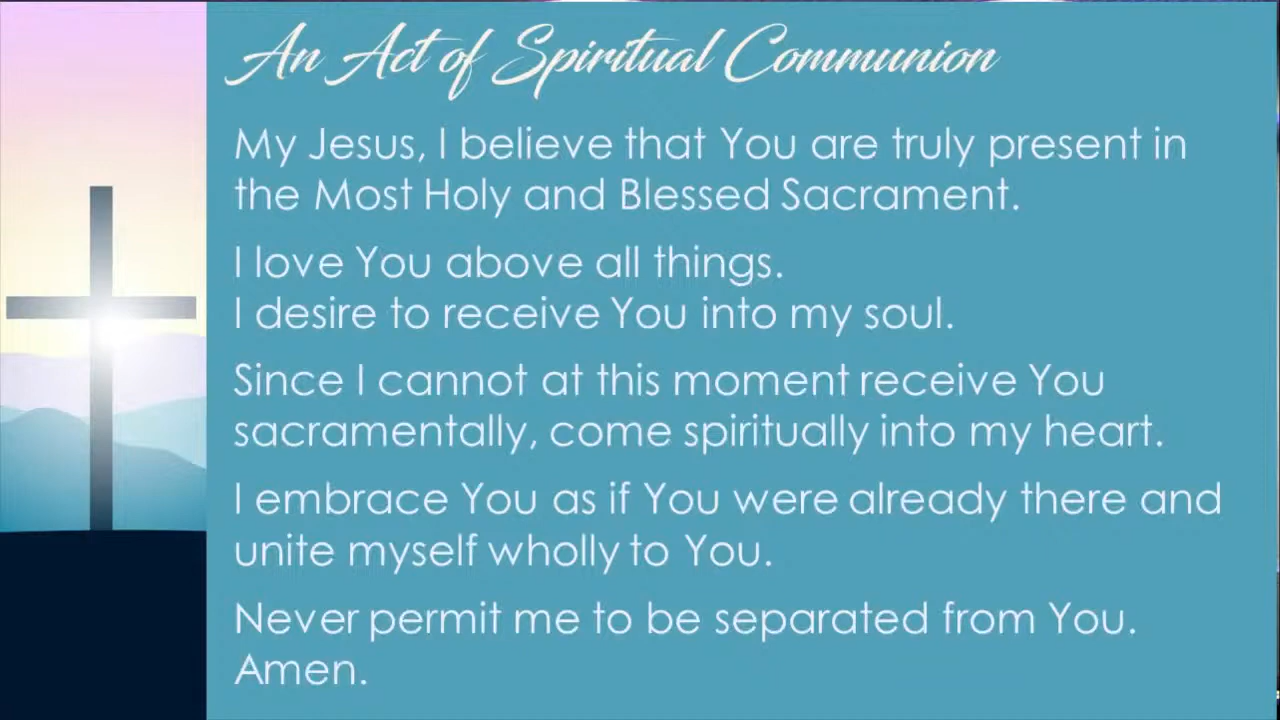 An Act of Spiritual Communion
My Jesus, I believe that You are truly present in
the Most Holy and Blessed Sacrament.
I love You above all things.
I desire to receive You into my soul.
Since I cannot at this moment receive You
sacramentally, come spiritually into my heart.
I embrace You as if You were already there and
unite myself wholly to You.
Never permit me to be separated from You.
Amen.